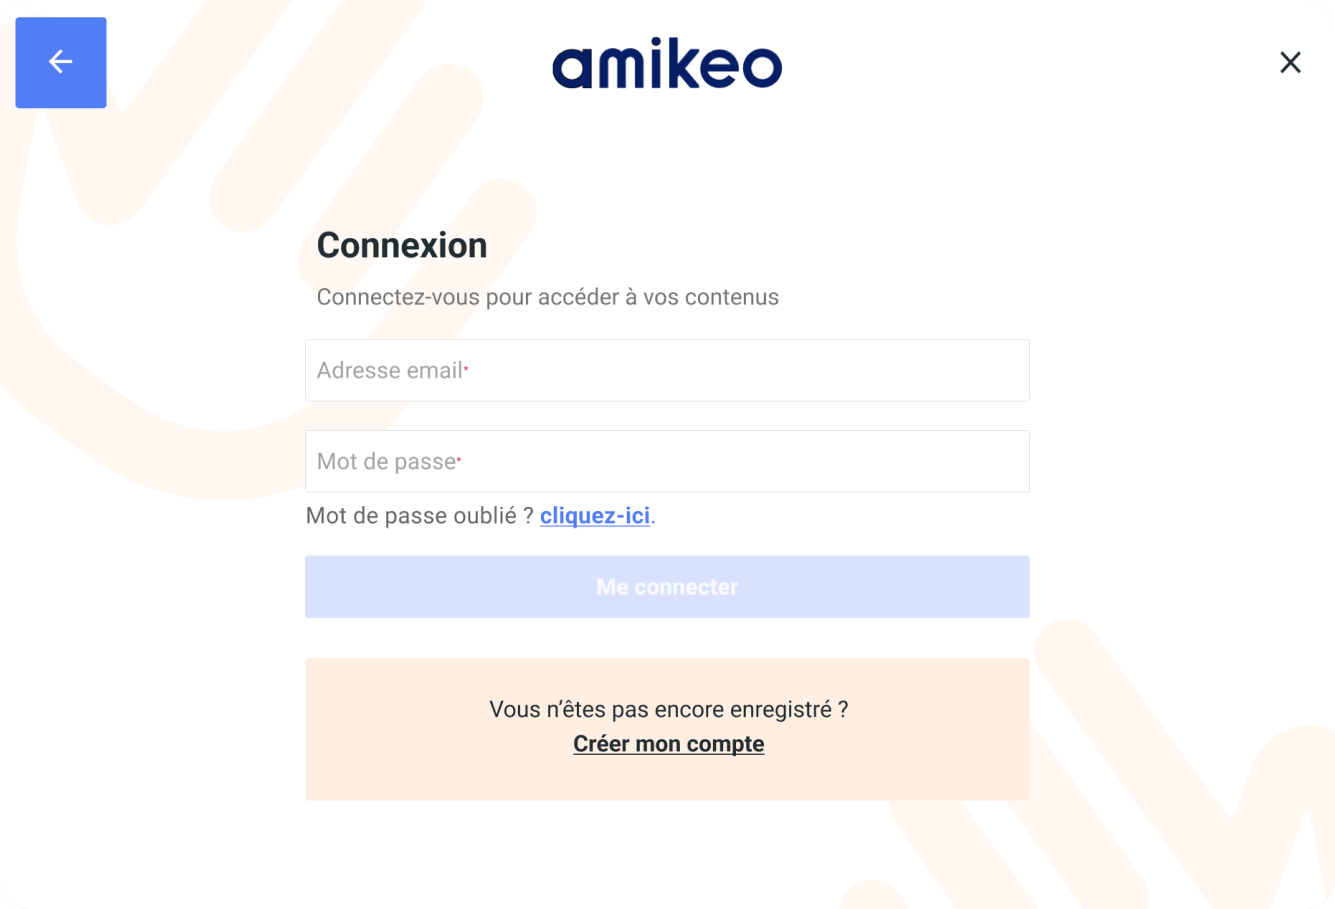 amikeo
Connexion
Connectez-vous pour accéder à vos contenus
Adresse email*
Mot de passe*
Mot de passe oublié ? cliquez-ici.
Me connecter
Vous n’êtes pas encore enregistré ?
Créer mon compte